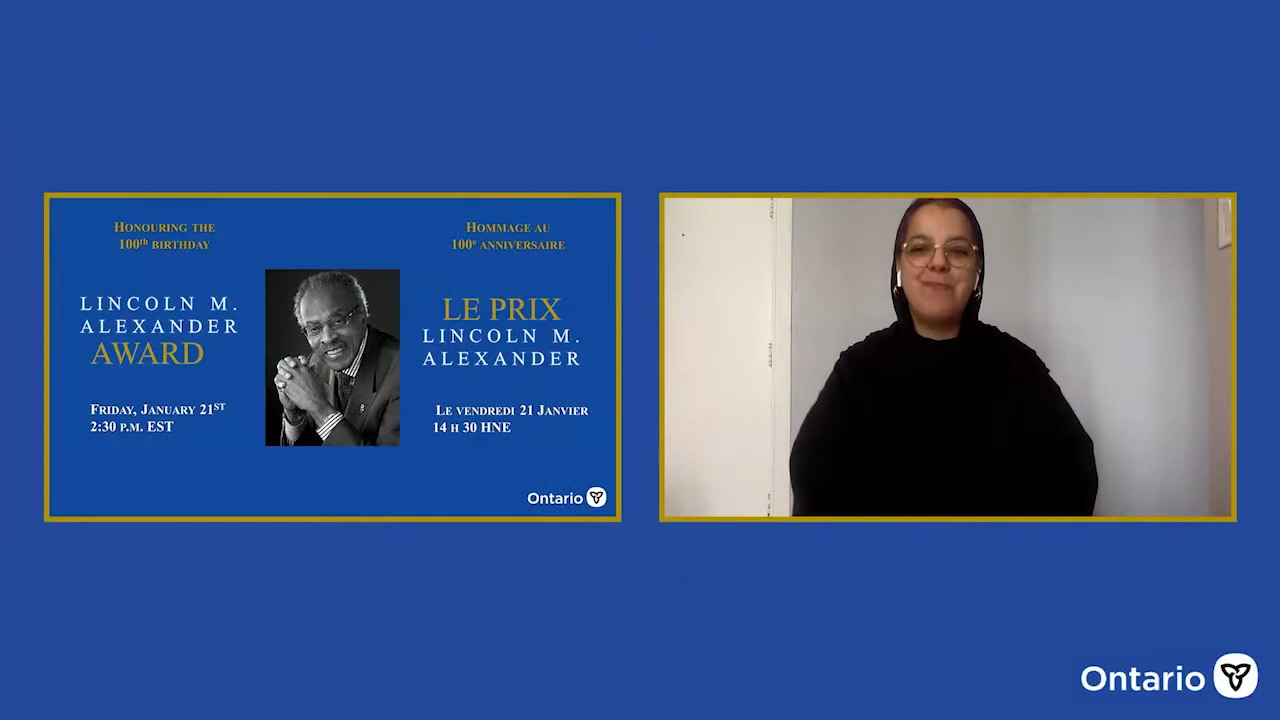 HONOURING THE
100th BIRTHDAY
LINCOLN M.
ALEXANDER
AWARD
FRIDAY, JANUARY 21ST
2:30 P.M. EST
HOMMAGE AU
100e ANNIVERSAIRE
LE PRIX
LINCOLN M.
ALEXANDER
LE VENDREDI 21 JANVIER
14 H 30 HNE
Ontario
Ontario